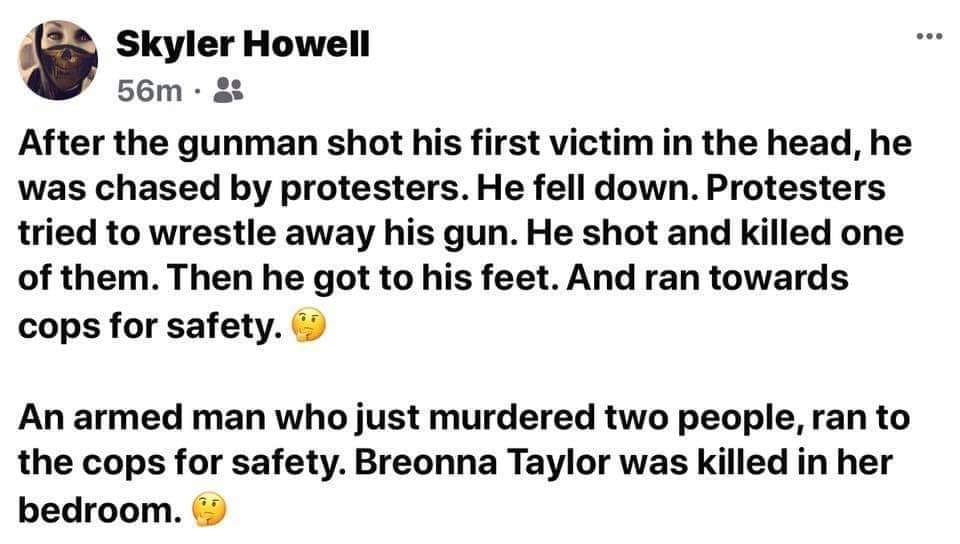 Skyler Howell
56m ·
After the gunman shot his first victim in the head, he
was chased by protesters. He fell down. Protesters
tried to wrestle away his gun. He shot and killed one
of them. Then he got to his feet. And ran towards
cops for safety. 🤔
An armed man who just murdered two people, ran to
the cops for safety. Breonna Taylor was killed in her
bedroom. 🤔